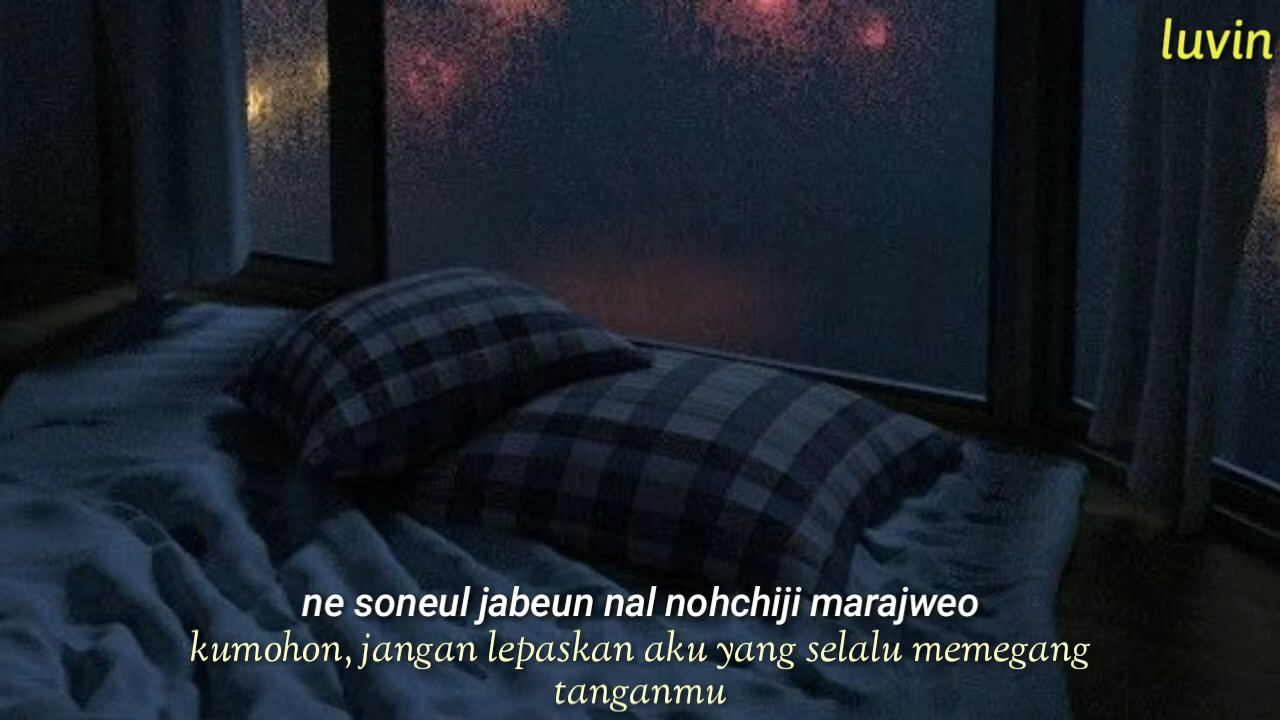 luvin
ne soneul jabeun nal nohchiji marajweo
kumohon, jangan lepaskan aku yang selalu memegang
tanganmu